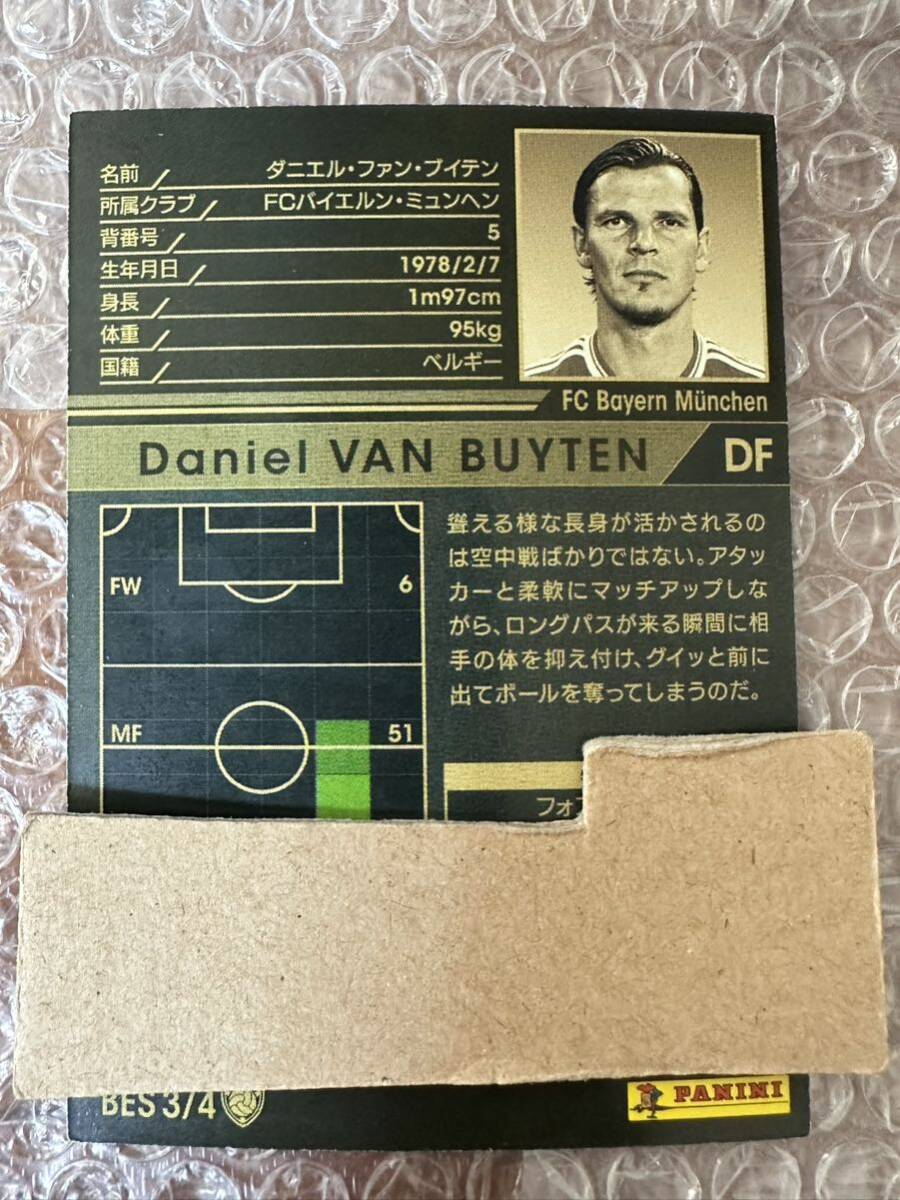 名前 ダニエル・ファン・ブイテン
所属クラブ FCバイエルン・ミュンヘン
背番号 5
生年月日 1978/2/7
身長 1m97cm
体重 95kg
国籍 ベルギー
FC Bayern München
Daniel VAN BUYTEN DF
聳える様な長身が活かされるの
は空中戦ばかりではない。アタッ
カーと柔軟にマッチアップしな
がら、ロングパスが来る瞬間に相
手の体を抑え付け、グイッと前に
出てボールを奪ってしまうのだ。
FW 6
MF 51
BES 3/4
PANINI